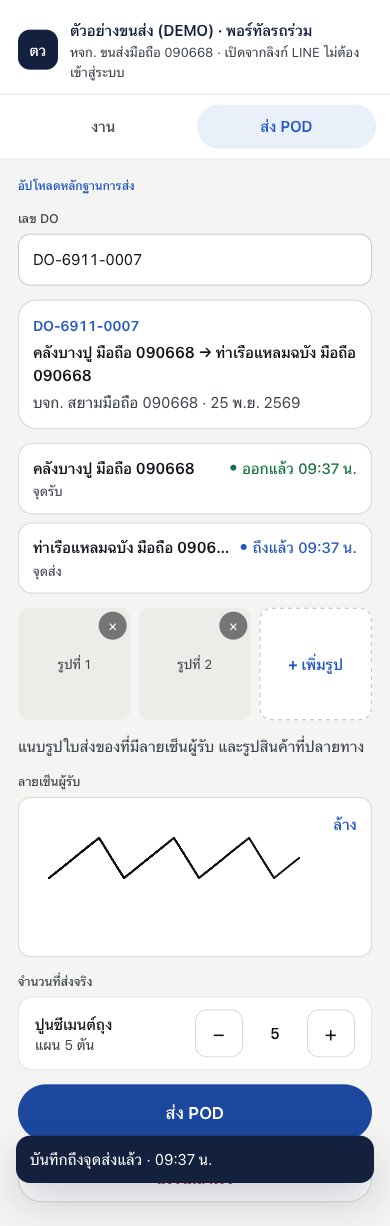 ตว
ตัวอย่างขนส่ง (DEMO) · พอร์ทัลรถร่วม
หจก. ขนส่งมือถือ 090668 · เปิดจากลิงก์ LINE ไม่ต้อง
เข้าสู่ระบบ
งาน
ส่ง POD
อัปโหลดหลักฐานการส่ง
เลข DO
DO-6911-0007
DO-6911-0007
คลังบางปู มือถือ 090668 → ท่าเรือแหลมฉบัง มือถือ
090668
บจก. สยามมือถือ 090668 · 25 พ.ย. 2569
คลังบางปู มือถือ 090668
• ออกแล้ว 09:37 น.
จุดรับ
ท่าเรือแหลมฉบัง มือถือ 0906...
• ถึงแล้ว 09:37 น.
จุดส่ง
รูปที่ 1
×
รูปที่ 2
×
+ เพิ่มรูป
แนบรูปใบส่งของที่มีลายเซ็นผู้รับ และรูปสินค้าที่ปลายทาง
ลายเซ็นผู้รับ
ล้าง
จำนวนที่ส่งจริง
ปูนซีเมนต์ถุง
แผน 5 ตัน
−
5
+
ส่ง POD
บันทึกถึงจุดส่งแล้ว · 09:37 น.